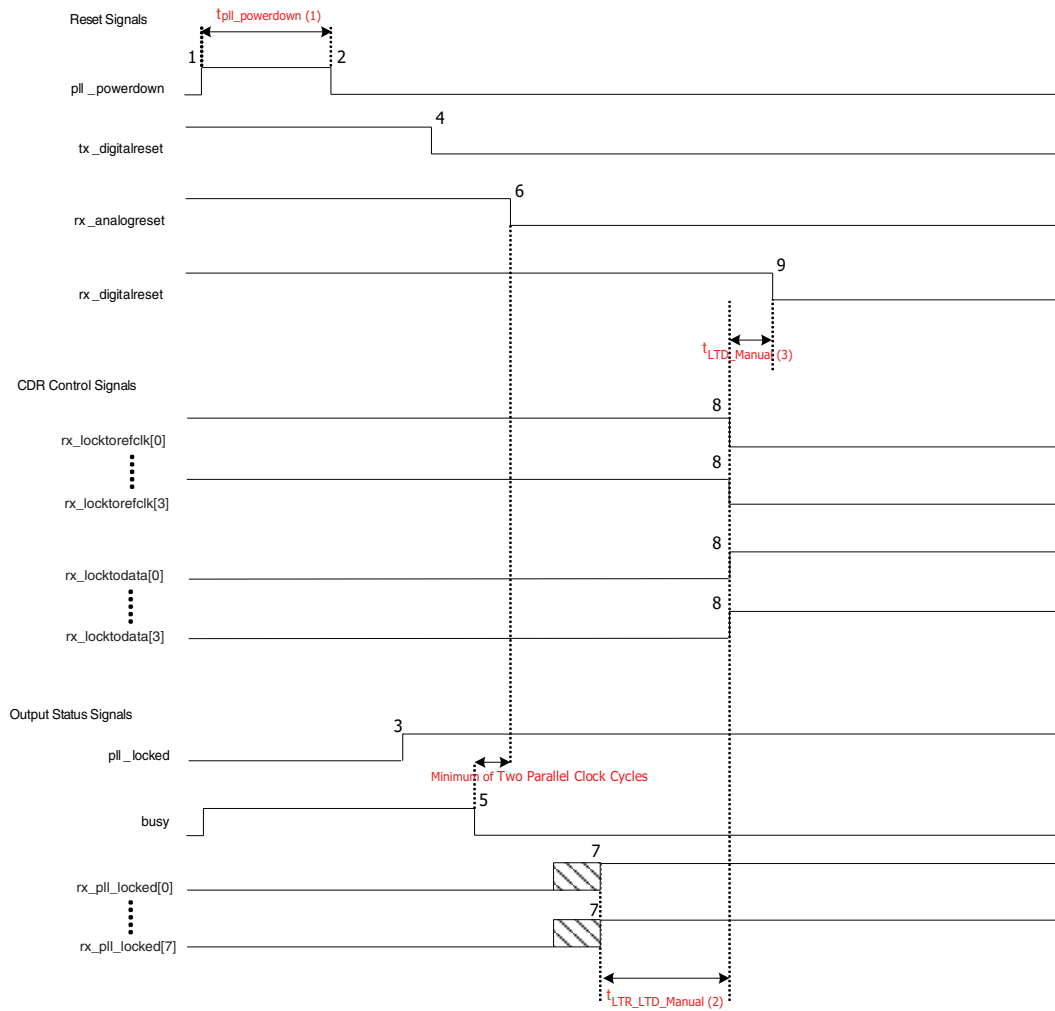 Reset Signals
tpll_powerdown (1)
1
2
pll _powerdown
4
tx _digitalreset
6
rx _analogreset
9
rx _digitalreset
tLTD_Manual (3)
CDR Control Signals
8
rx_locktorefclk[0]
8
rx_locktorefclk[3]
8
rx_locktodata[0]
8
rx_locktodata[3]
Output Status Signals
3
pll _locked
Minimum of Two Parallel Clock Cycles
5
busy
7
rx_pll_locked[0]
7
rx_pll_locked[7]
tLTR_LTD_Manual (2)